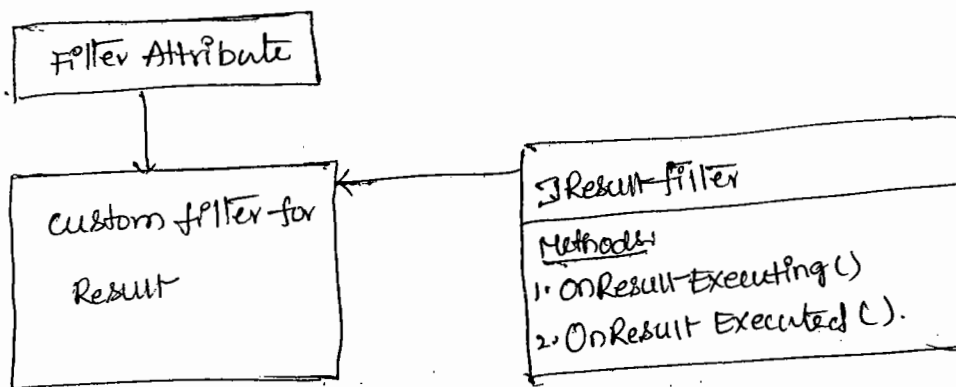 Filter Attribute
custom filter for
Result
IResult filter
Methods:
1. OnResult Executing ()
2. OnResult Executed ().